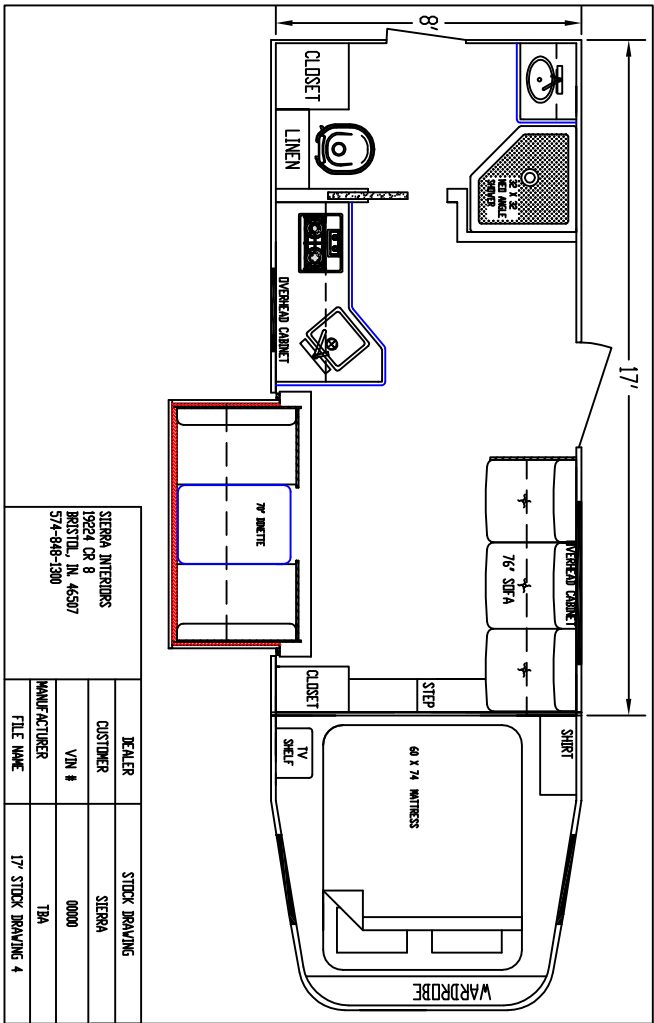 8'
17'
CLOSET
LINEN
32 X 32
NEO ANGLE
SHOWER
OVERHEAD CABINET
70" DINETTE
OVERHEAD CABINET
76" SOFA
CLOSET
STEP
SHIRT
TV
SHELF
60 X 74 MATTRESS
WARDROBE
SIERRA INTERIORS
19224 CR 8
BRISTOL, IN 46507
574-848-1300
DEALER STOCK DRAWING
CUSTOMER SIERRA
VIN # 00000
MANUFACTURER TBA
FILE NAME 17' STOCK DRAWING 4